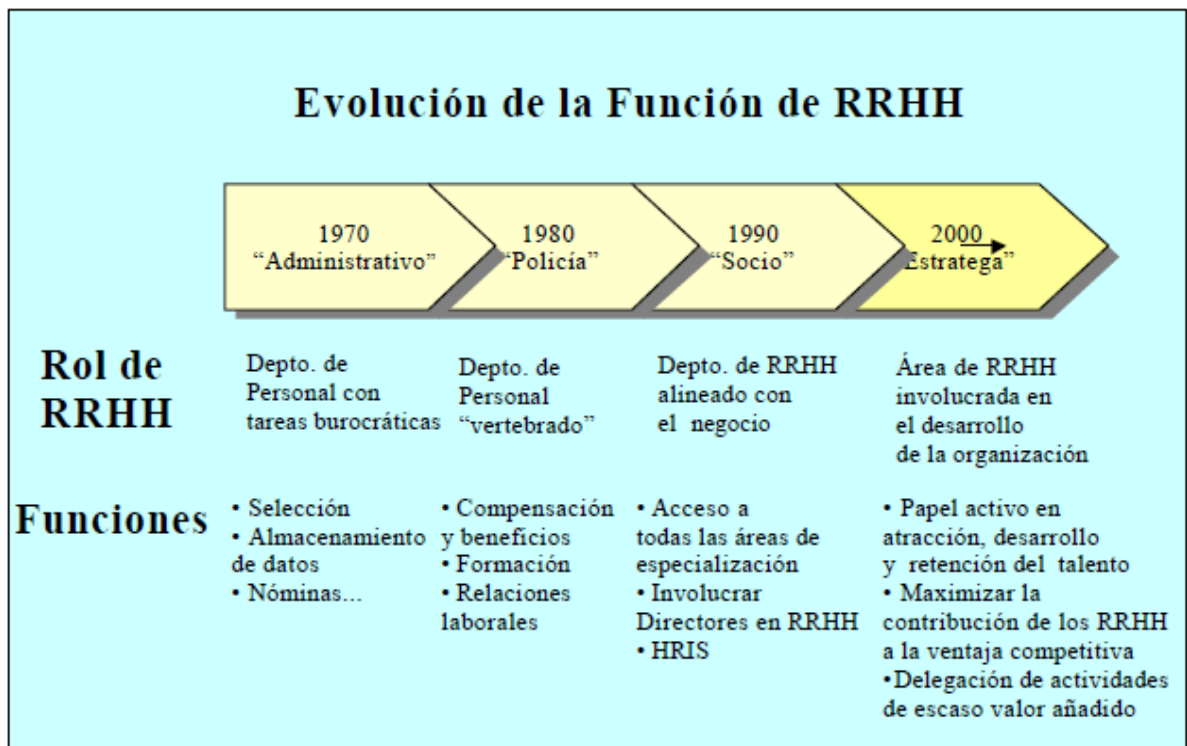 Evolución de la Función de RRHH
1970
“Administrativo”
1980
“Policía”
1990
“Socio”
2000
Estratega”
Rol de
RRHH
Depto. de
Personal con
tareas burocráticas
Depto. de
Personal
“vertebrado”
Depto. de RRHH
alineado con
el negocio
Área de RRHH
involucrada en
el desarrollo
de la organización
Funciones
• Selección
• Almacenamiento
de datos
• Nóminas...
• Compensación
y benefícios
• Formación
• Relaciones
laborales
• Acceso a
todas las áreas de
especialización
• Involucrar
Directores en RRHH
• HRIS
• Papel activo en
atracción, desarrollo
y retención del talento
• Maximizar la
contribución de los RRHH
a la ventaja competitiva
•Delegación de actividades
de escaso valor añadido